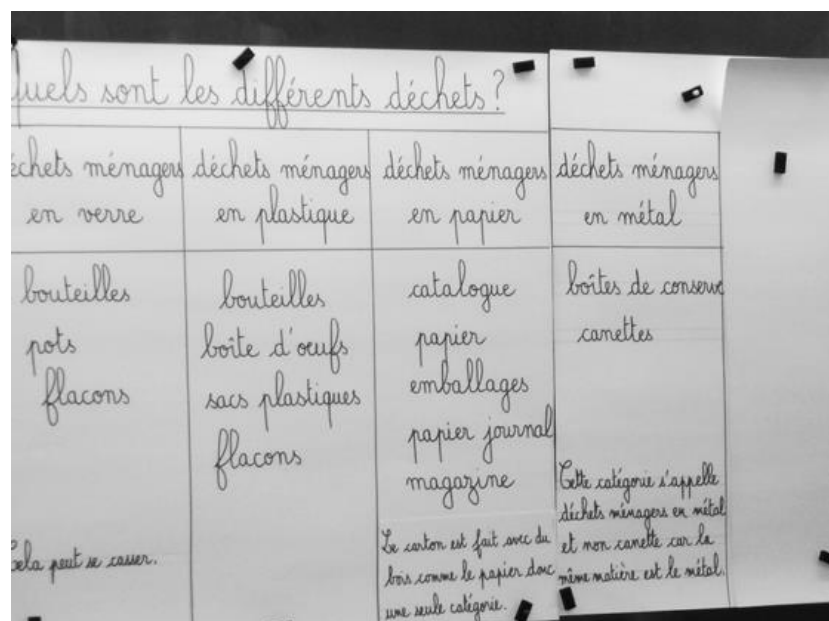 Quels sont les différents déchets?
déchets ménagers
en verre
bouteilles
pots
flacons
Cela peut se casser.
déchets ménagers
en plastique
bouteilles
boîte d'oeufs
sacs plastiques
flacons
déchets ménagers
en papier
catalogue
papier
emballages
papier journal
magazine
Le carton est fait avec du
bois comme le papier donc
une seule catégorie.
déchets ménagers
en métal
boîtes de conserve
canettes
Cette catégorie s'appelle
déchets ménagers en métal
et non canette car la
même matière est le métal.